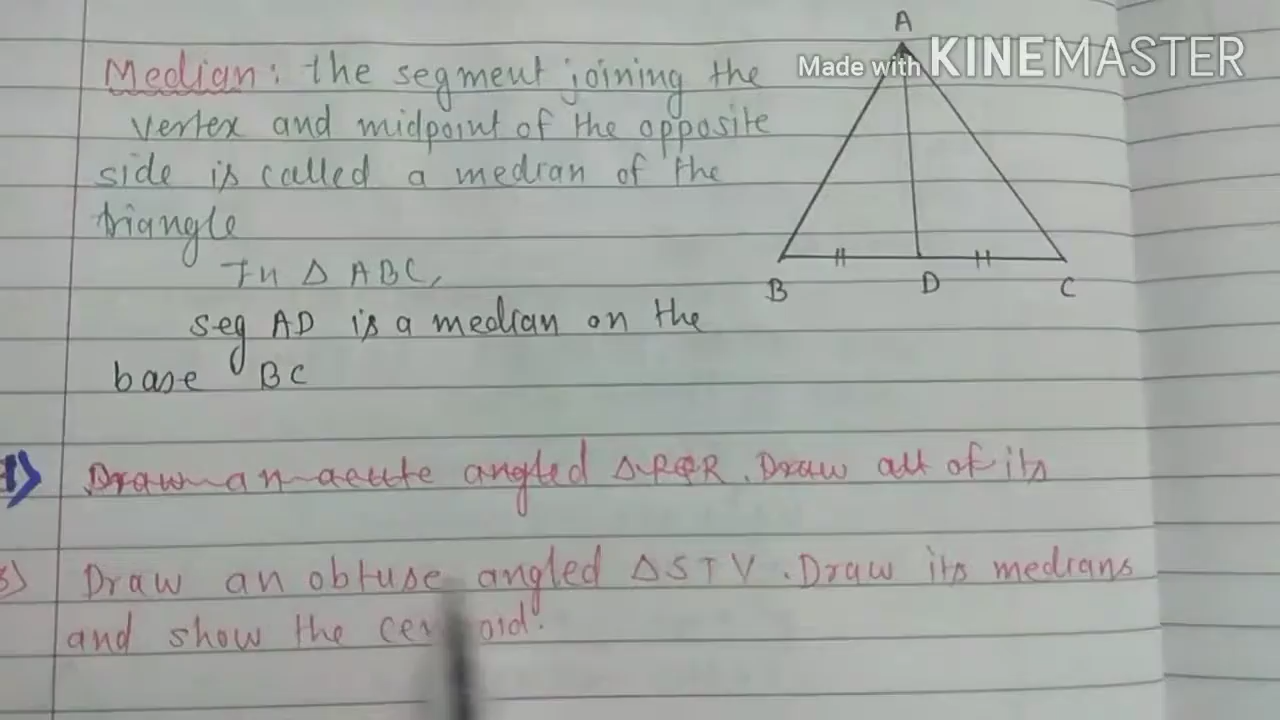 A
Made with KINEMASTER
Median: the segment joining the
vertex and midpoint of the opposite
side is called a median of the
triangle
In △ ABC,
seg AD is a median on the
base BC
B D C
1) Draw an acute angled △PQR. Draw all of its
3) Draw an obtuse angled △STV. Draw its medians
and show the